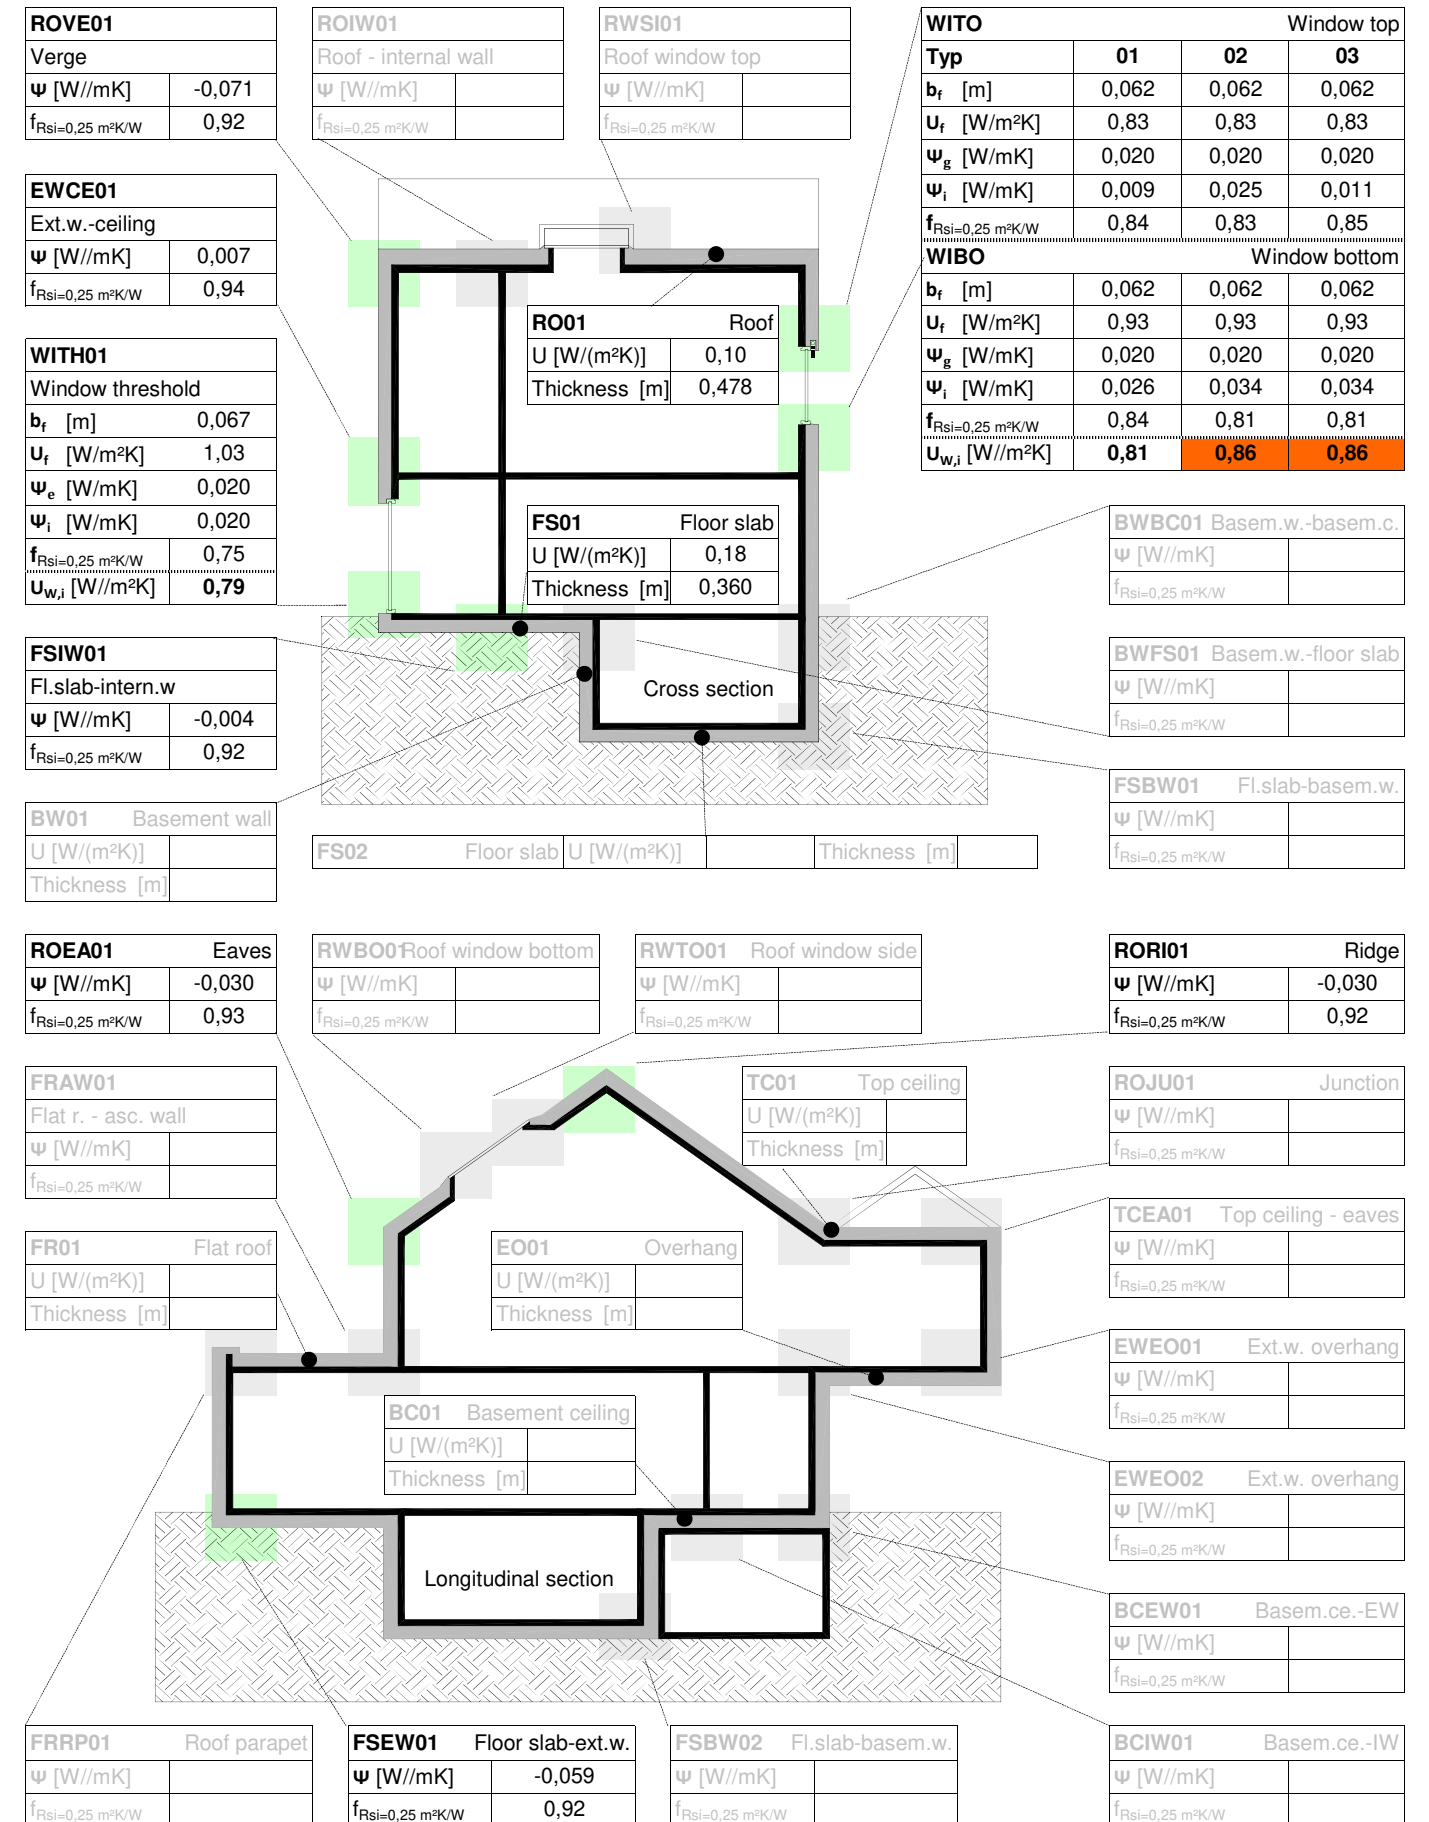 ROVE01
Verge
Ψ [W//mK] -0,071
fRsi=0,25 m²K/W 0,92
ROIW01
Roof - internal wall
Ψ [W//mK]
fRsi=0,25 m²K/W
RWSI01
Roof window top
Ψ [W//mK]
fRsi=0,25 m²K/W
WITO Window top
Typ 01 02 03
bf [m] 0,062 0,062 0,062
Uf [W/m²K] 0,83 0,83 0,83
Ψg [W/mK] 0,020 0,020 0,020
Ψi [W/mK] 0,009 0,025 0,011
fRsi=0,25 m²K/W 0,84 0,83 0,85
WIBO Window bottom
bf [m] 0,062 0,062 0,062
Uf [W/m²K] 0,93 0,93 0,93
Ψg [W/mK] 0,020 0,020 0,020
Ψi [W/mK] 0,026 0,034 0,034
fRsi=0,25 m²K/W 0,84 0,81 0,81
UW,i [W//m²K] 0,81 0,86 0,86
EWCE01
Ext.w.-ceiling
Ψ [W//mK] 0,007
fRsi=0,25 m²K/W 0,94
RO01 Roof
U [W/(m²K)] 0,10
Thickness [m] 0,478
WITH01
Window threshold
bf [m] 0,067
Uf [W/m²K] 1,03
Ψe [W/mK] 0,020
Ψi [W/mK] 0,020
fRsi=0,25 m²K/W 0,75
UW,i [W//m²K] 0,79
FS01 Floor slab
U [W/(m²K)] 0,18
Thickness [m] 0,360
BWBC01 Basem.w.-basem.c.
Ψ [W//mK]
fRsi=0,25 m²K/W
FSIW01
Fl.slab-intern.w
Ψ [W//mK] -0,004
fRsi=0,25 m²K/W 0,92
Cross section
BWFS01 Basem.w.-floor slab
Ψ [W//mK]
fRsi=0,25 m²K/W
FSBW01 Fl.slab-basem.w.
Ψ [W//mK]
fRsi=0,25 m²K/W
BW01 Basement wall
U [W/(m²K)]
Thickness [m]
FS02 Floor slab U [W/(m²K)] Thickness [m]
ROEA01 Eaves
Ψ [W//mK] -0,030
fRsi=0,25 m²K/W 0,93
RWBO01 Roof window bottom
Ψ [W//mK]
fRsi=0,25 m²K/W
RWTO01 Roof window side
Ψ [W//mK]
fRsi=0,25 m²K/W
RORI01 Ridge
Ψ [W//mK] -0,030
fRsi=0,25 m²K/W 0,92
FRAW01
Flat r. - asc. wall
Ψ [W//mK]
fRsi=0,25 m²K/W
TC01 Top ceiling
U [W/(m²K)]
Thickness [m]
ROJU01 Junction
Ψ [W//mK]
fRsi=0,25 m²K/W
TCEA01 Top ceiling - eaves
Ψ [W//mK]
fRsi=0,25 m²K/W
FR01 Flat roof
U [W/(m²K)]
Thickness [m]
EO01 Overhang
U [W/(m²K)]
Thickness [m]
EWEO01 Ext.w. overhang
Ψ [W//mK]
fRsi=0,25 m²K/W
BC01 Basement ceiling
U [W/(m²K)]
Thickness [m]
EWEO02 Ext.w. overhang
Ψ [W//mK]
fRsi=0,25 m²K/W
Longitudinal section
BCEW01 Basem.ce.-EW
Ψ [W//mK]
fRsi=0,25 m²K/W
FRRP01 Roof parapet
Ψ [W//mK]
fRsi=0,25 m²K/W
FSEW01 Floor slab-ext.w.
Ψ [W//mK] -0,059
fRsi=0,25 m²K/W 0,92
FSBW02 Fl.slab-basem.w.
Ψ [W//mK]
fRsi=0,25 m²K/W
BCIW01 Basem.ce.-IW
Ψ [W//mK]
fRsi=0,25 m²K/W